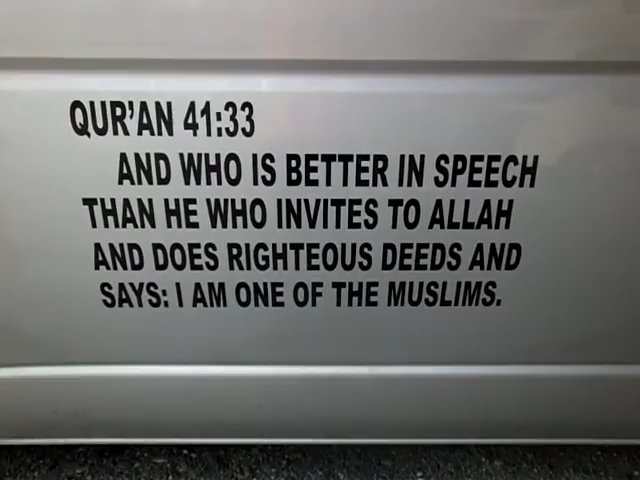 QUR'AN 41:33
AND WHO IS BETTER IN SPEECH
THAN HE WHO INVITES TO ALLAH
AND DOES RIGHTEOUS DEEDS AND
SAYS: I AM ONE OF THE MUSLIMS.